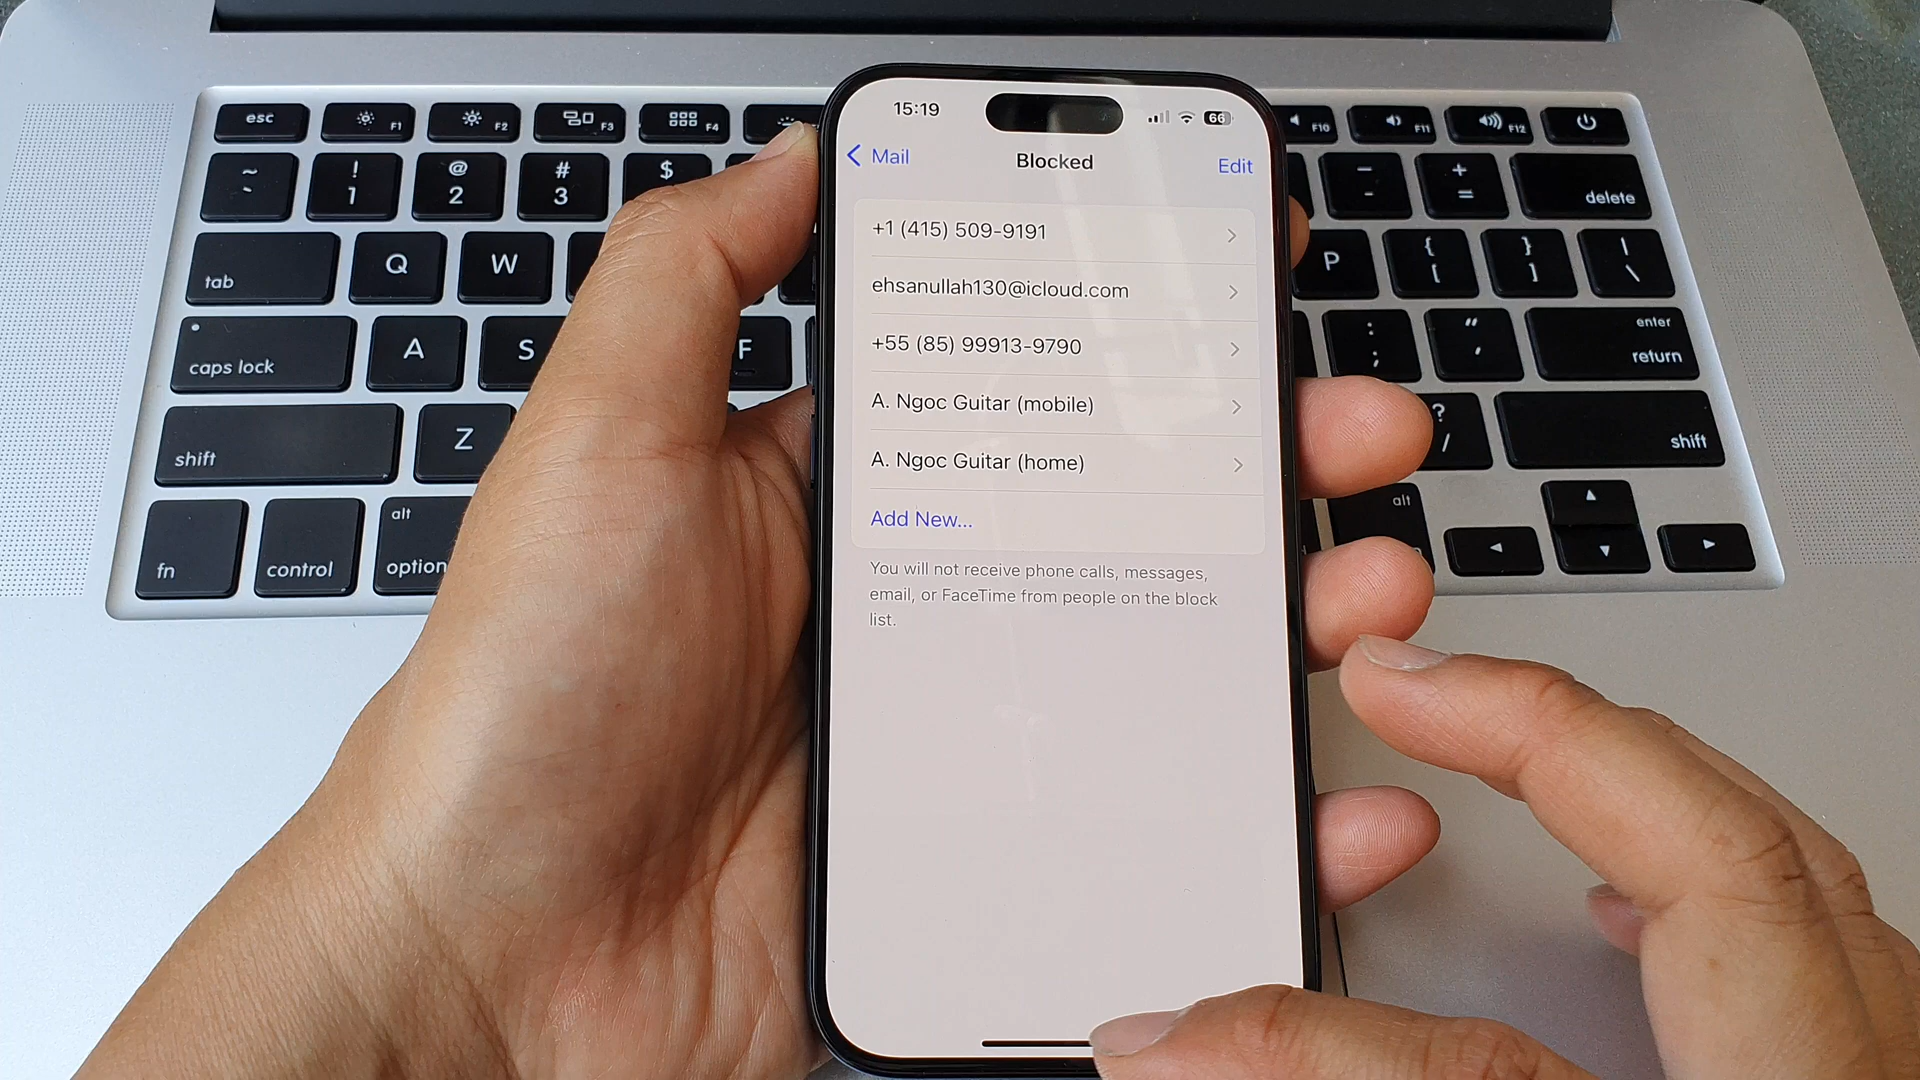 15:19
66
Mail
Blocked
Edit
+1 (415) 509-9191
ehsanullah130@icloud.com
+55 (85) 99913-9790
A. Ngoc Guitar (mobile)
A. Ngoc Guitar (home)
Add New...
You will not receive phone calls, messages,
email, or FaceTime from people on the block
list.
esc
F1
F2
F3
F4
F10
F11
F12
~ `
! 1
@ 2
# 3
$
- -
+ =
delete
tab
Q
W
P
{ [
} ]
| \
caps lock
A
S
F
: ;
" '
enter
return
shift
Z
? /
shift
fn
control
alt
option
alt